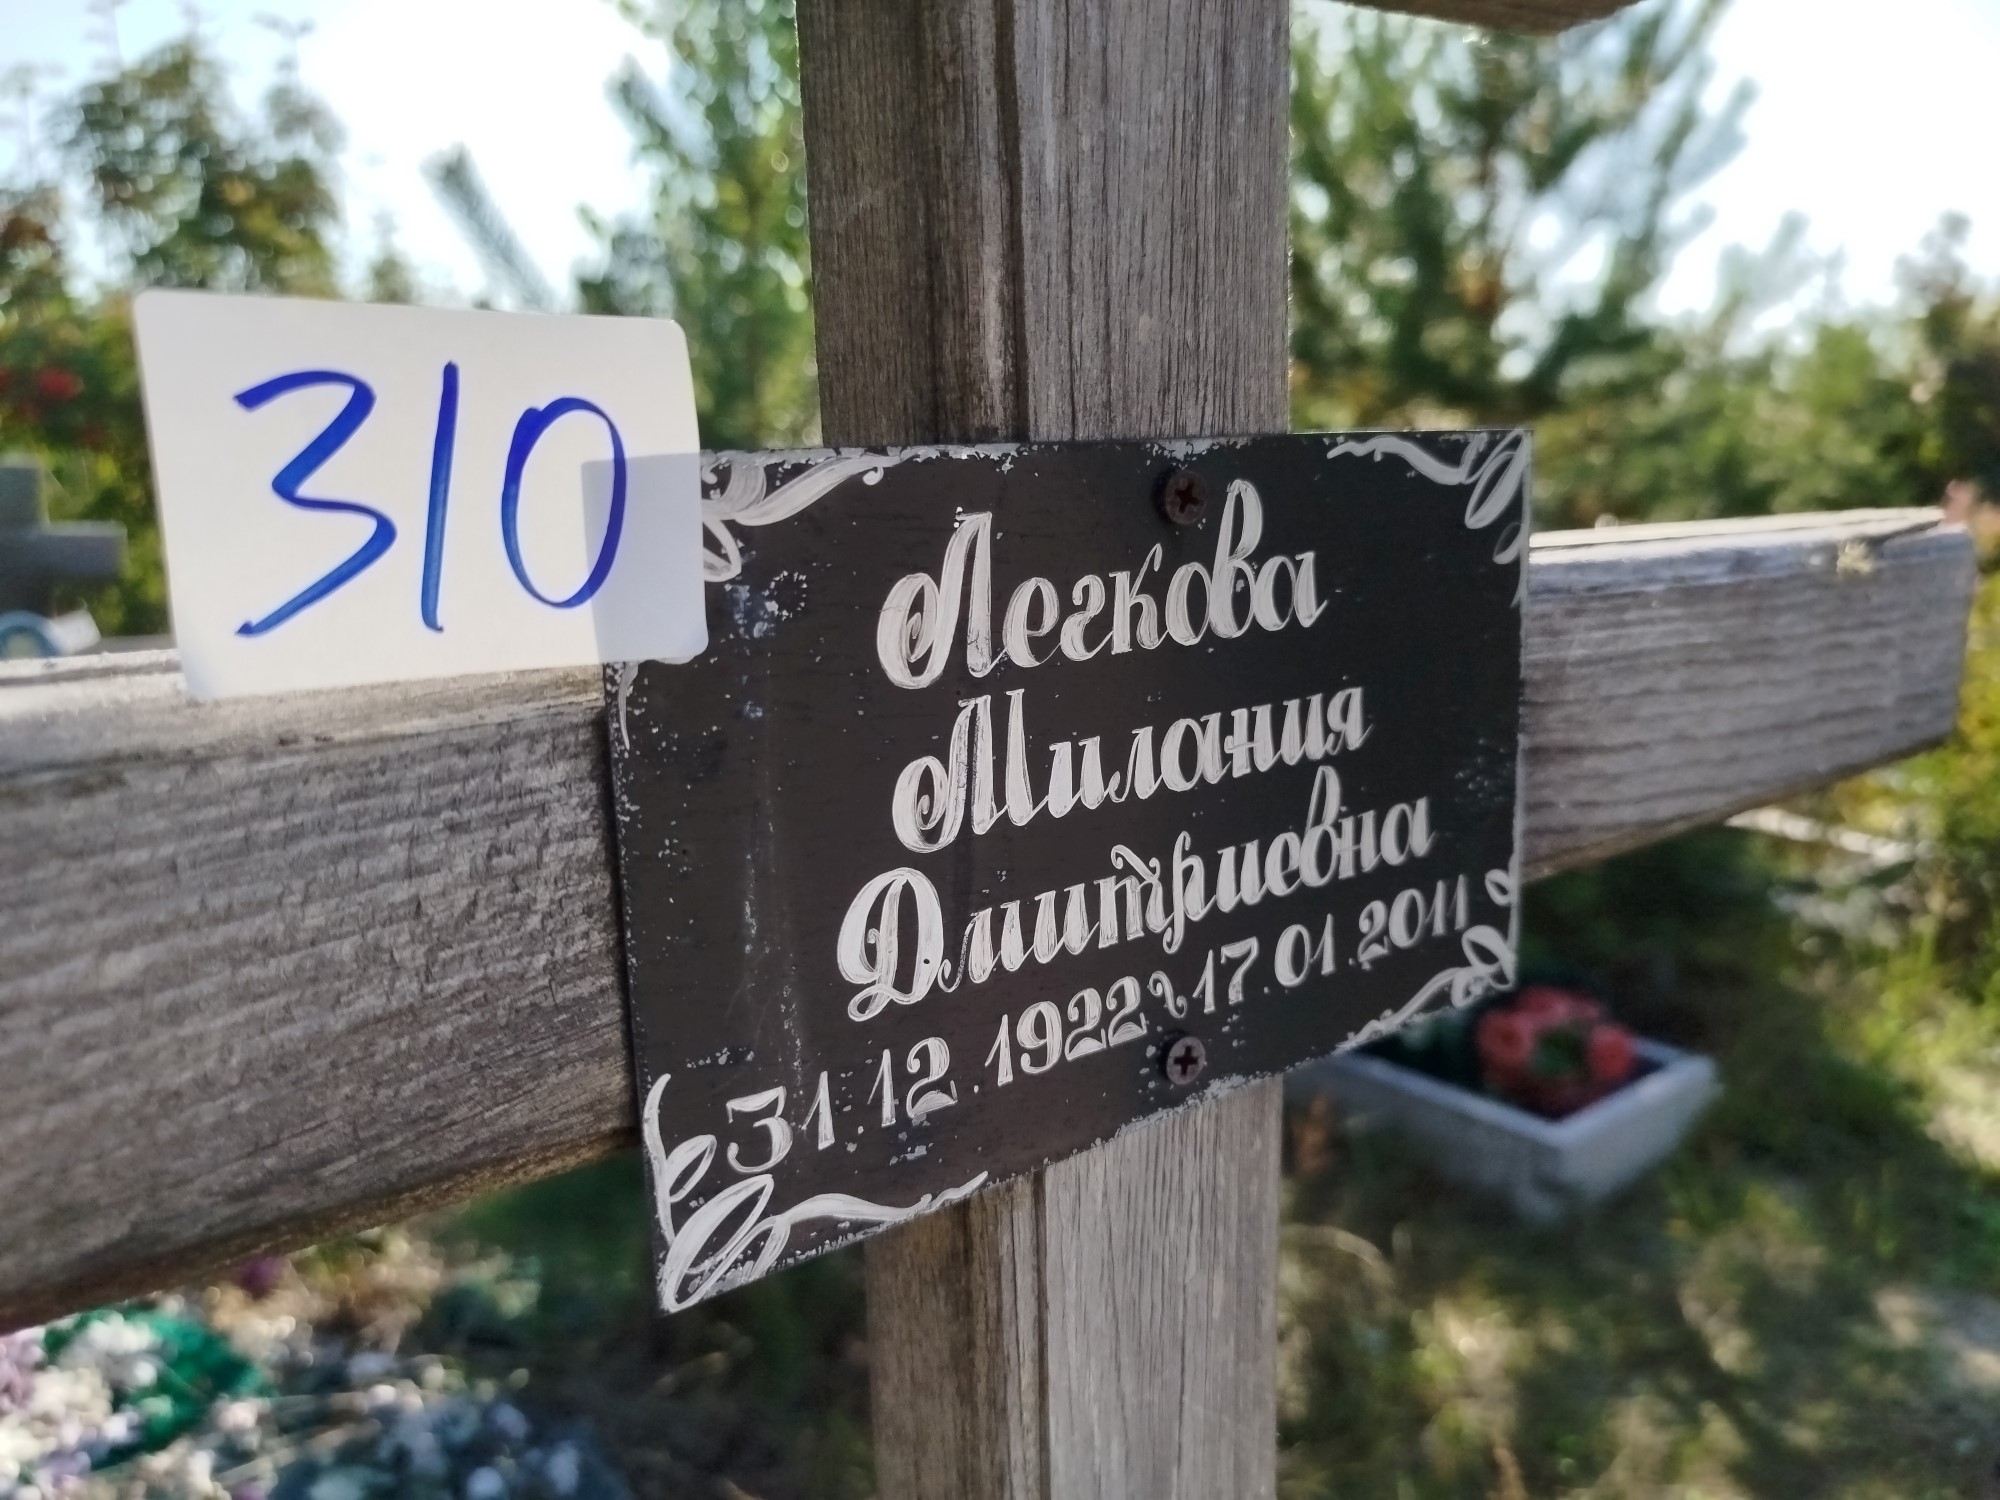 310
Легкова
Милания
Дмитриевна
31.12.1922 ~ 17.01.2011